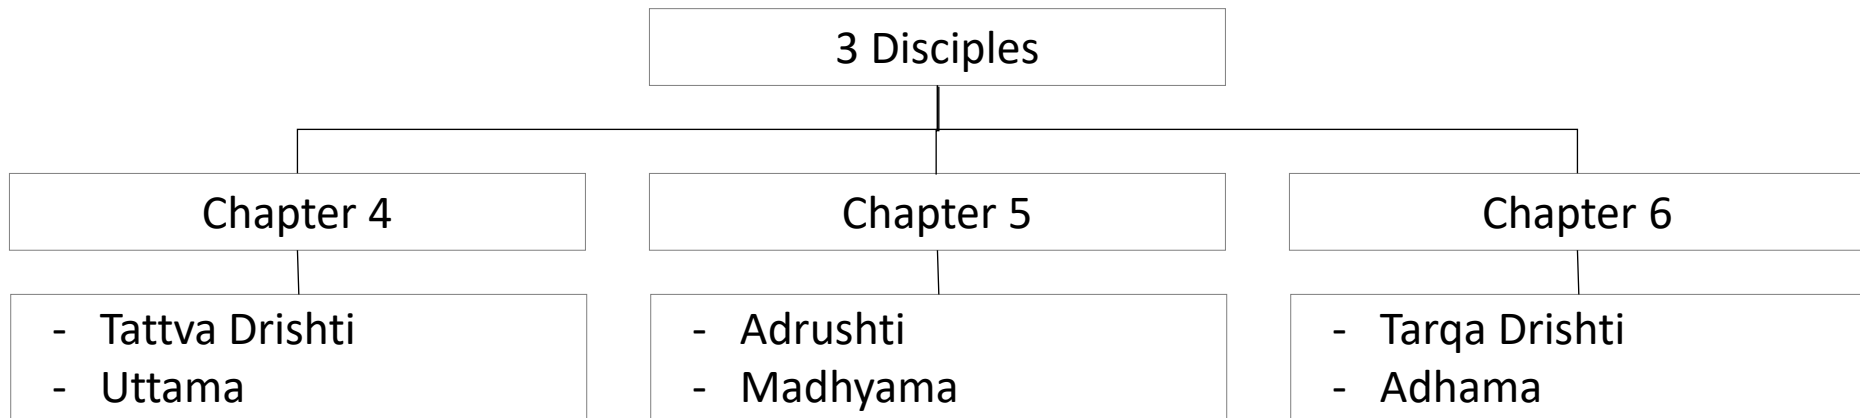 3 Disciples
Chapter 4
Chapter 5
Chapter 6
- Tattva Drishti
- Uttama
- Adrushti
- Madhyama
- Tarqa Drishti
- Adhama